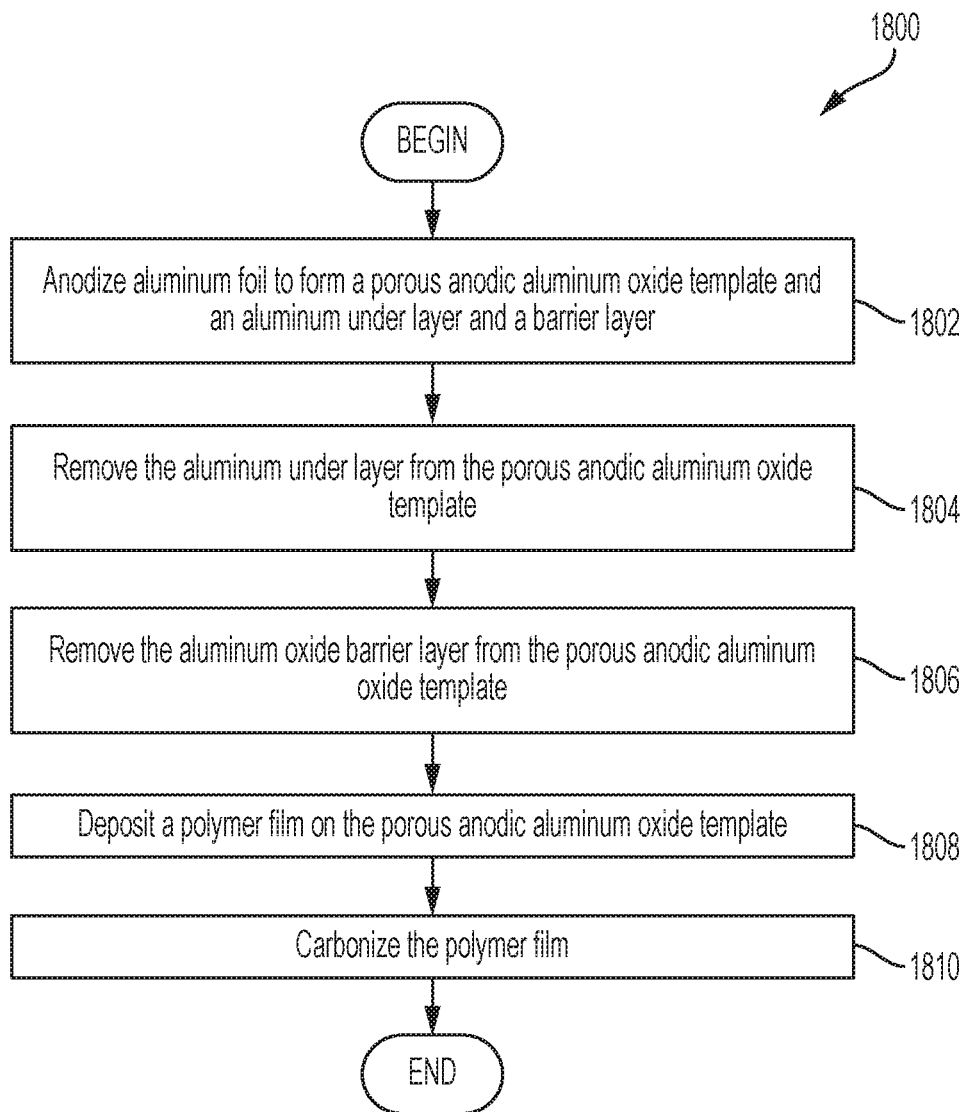 1800
BEGIN
Anodize aluminum foil to form a porous anodic aluminum oxide template and
an aluminum under layer and a barrier layer
1802
Remove the aluminum under layer from the porous anodic aluminum oxide
template
1804
Remove the aluminum oxide barrier layer from the porous anodic aluminum
oxide template
1806
Deposit a polymer film on the porous anodic aluminum oxide template
1808
Carbonize the polymer film
1810
END